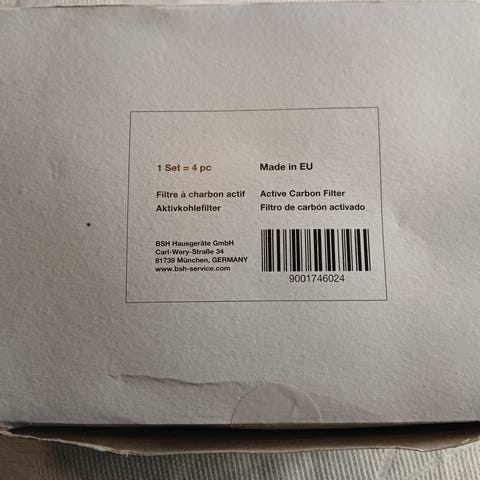 1 Set = 4 pc
Made in EU
Filtre à charbon actif
Aktivkohlefilter
Active Carbon Filter
Filtro de carbón activado
BSH Hausgeräte GmbH
Carl-Wery-Straße 34
81739 München, GERMANY
www.bsh-service.com
9001746024